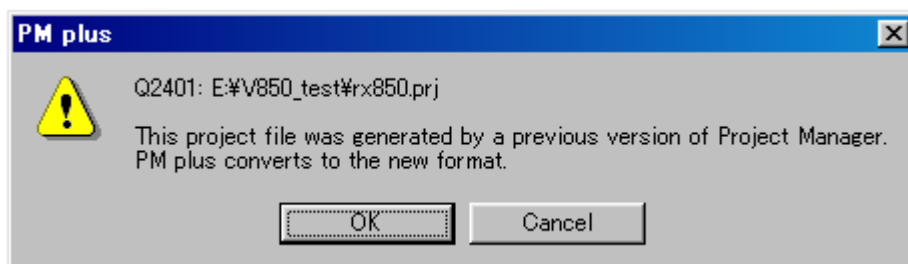 PM plus
Q2401: E:¥V850_test¥rx850.prj
This project file was generated by a previous version of Project Manager.
PM plus converts to the new format.
OK
Cancel